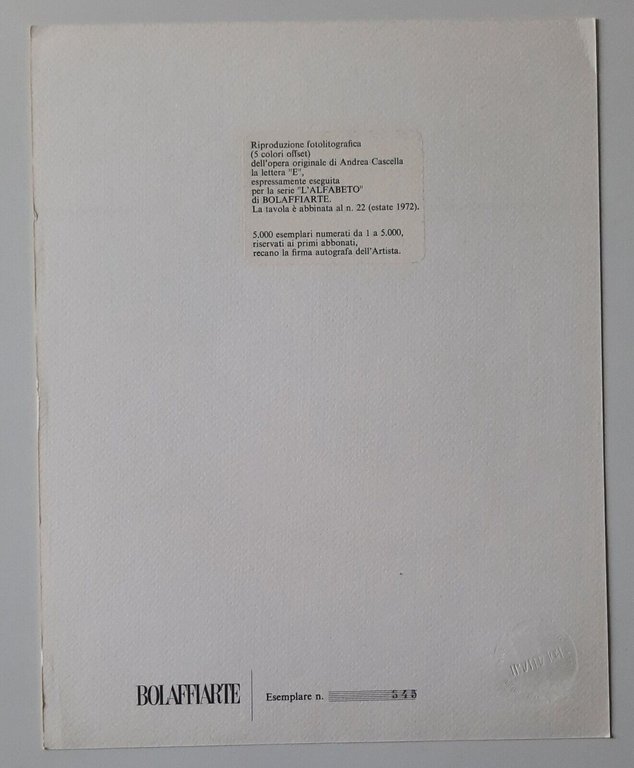 Riproduzione fotolitografica
(5 colori offset)
dell'opera originale di Andrea Cascella
la lettera "E",
espressamente eseguita
per la serie "L'ALFABETO"
di BOLAFFIARTE.
La tavola è abbinata al n. 22 (estate 1972).
5.000 esemplari numerati da 1 a 5.000,
riservati ai primi abbonati,
recano la firma autografa dell'Artista.
BOLAFFIARTE
Esemplare n. 345